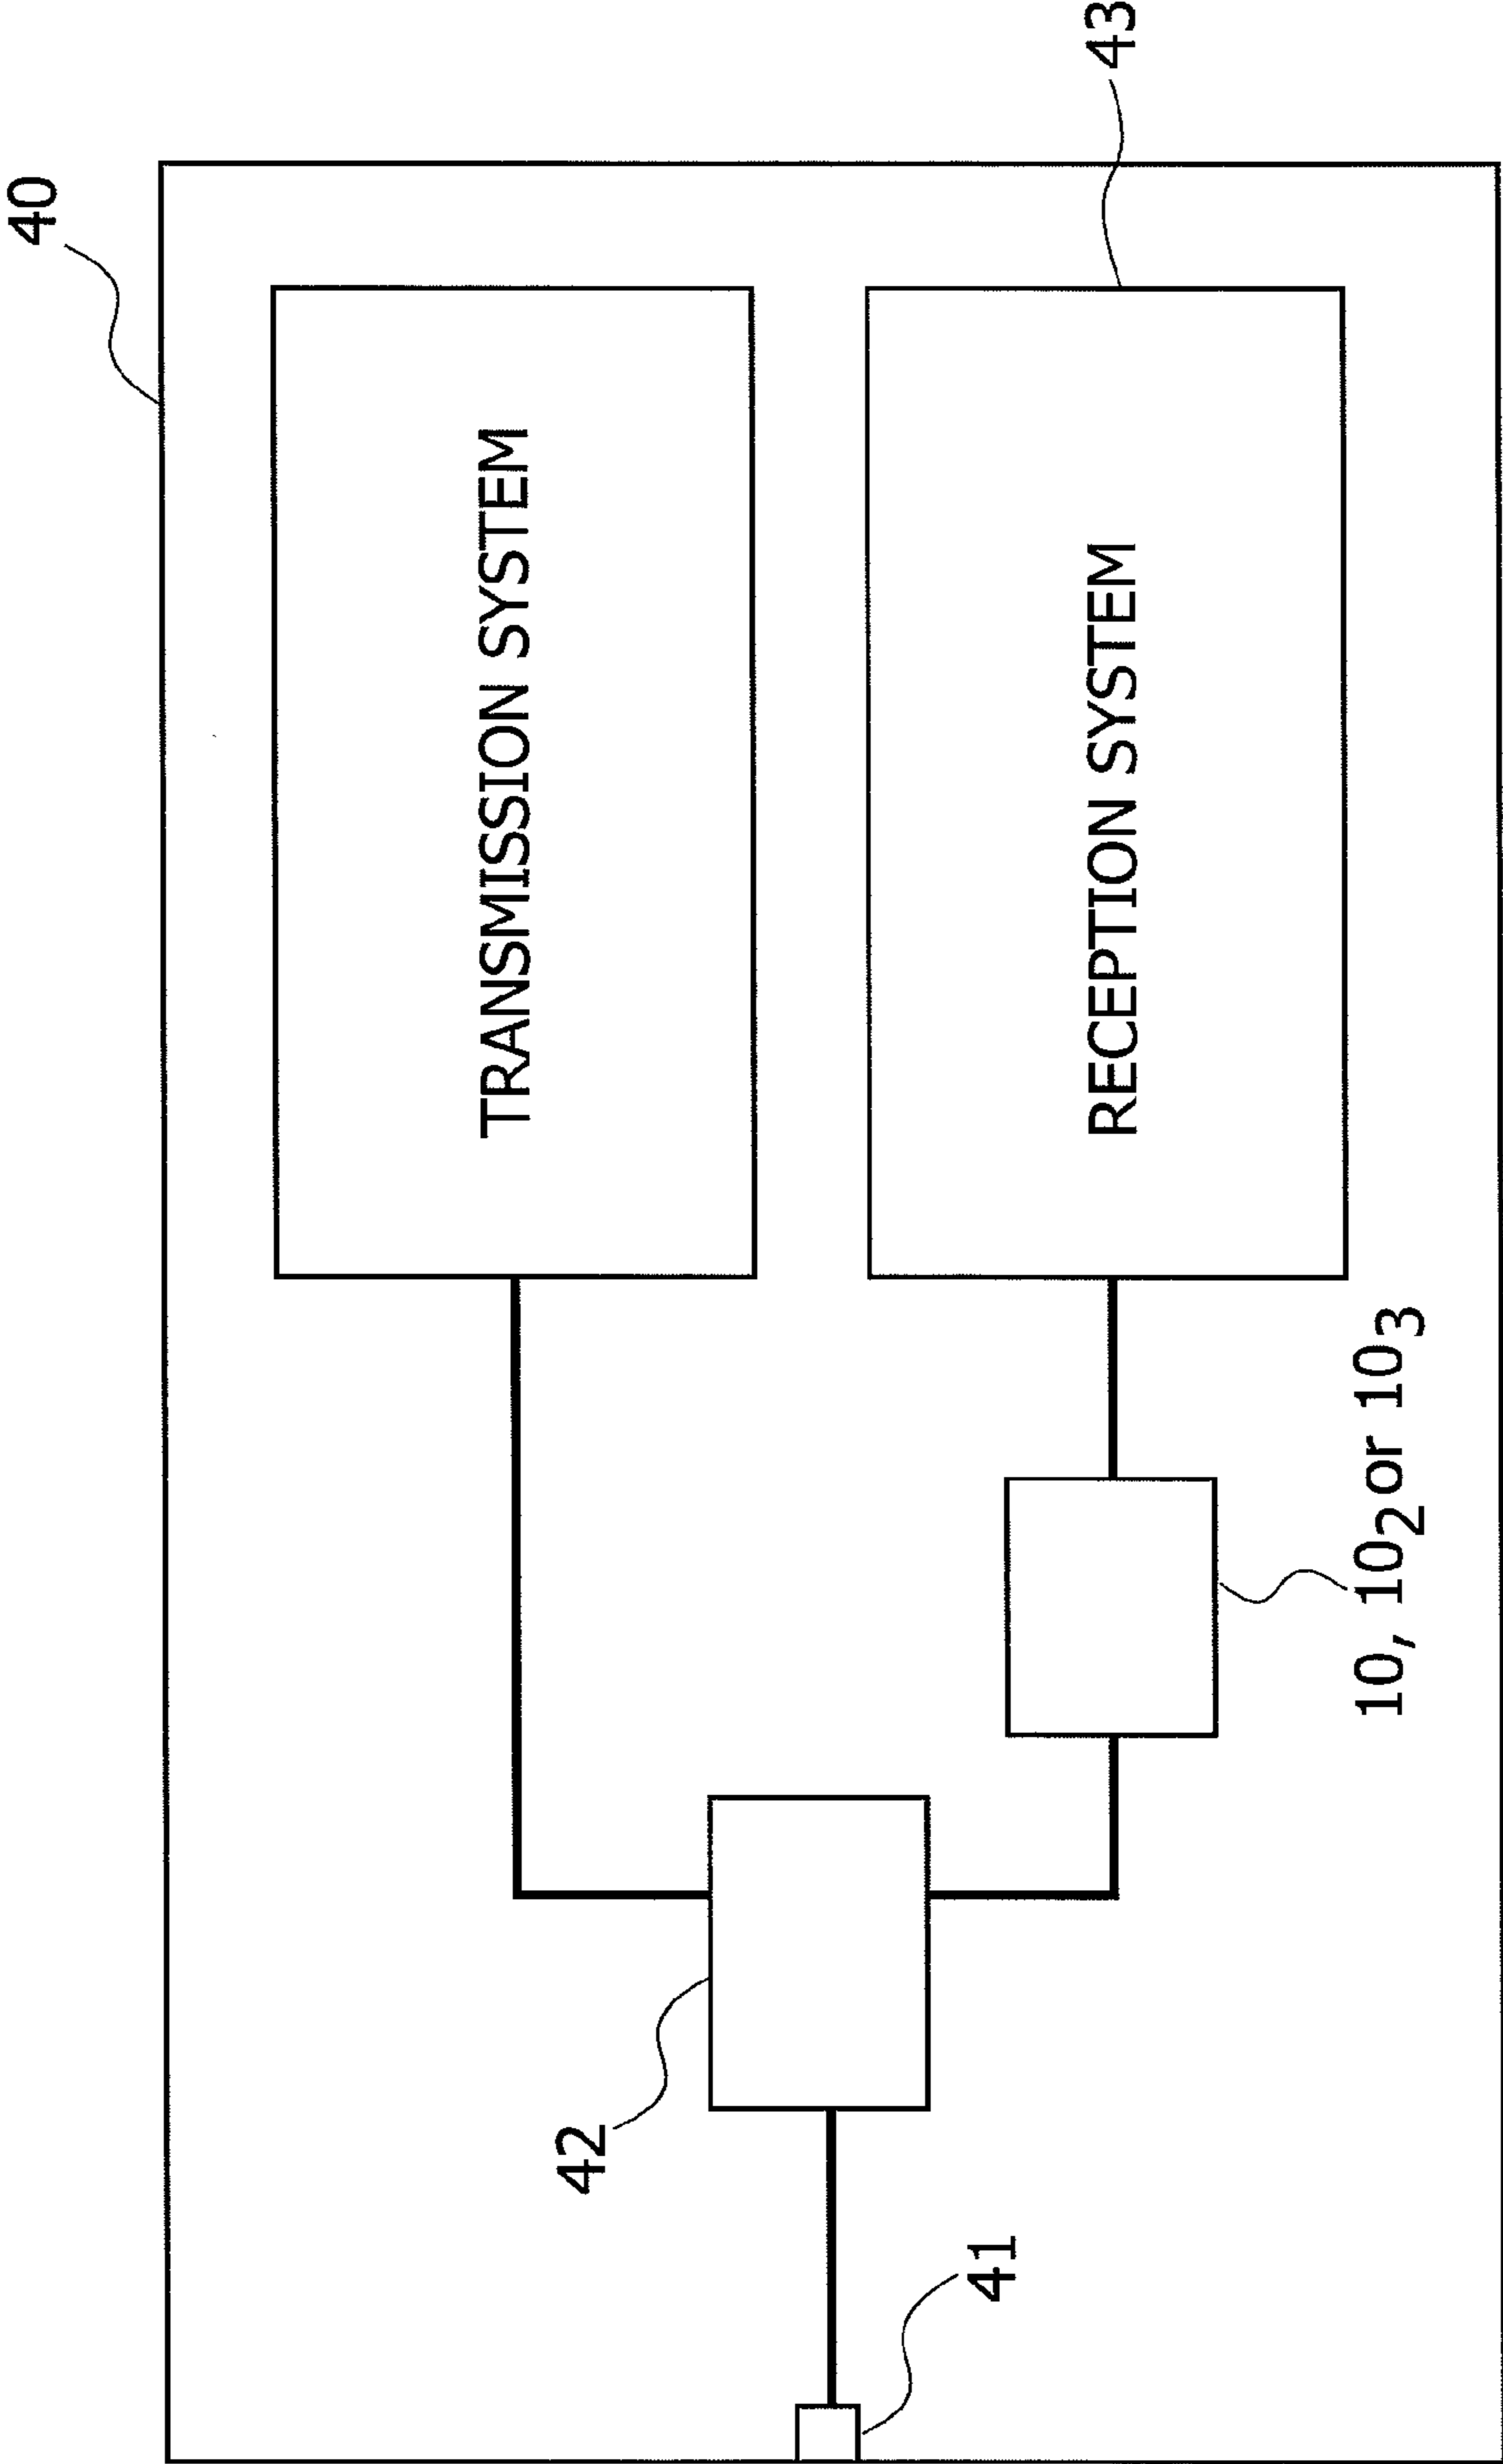 40
TRANSMISSION SYSTEM
42
41
RECEPTION SYSTEM
43
10, 10₂ or 10₃